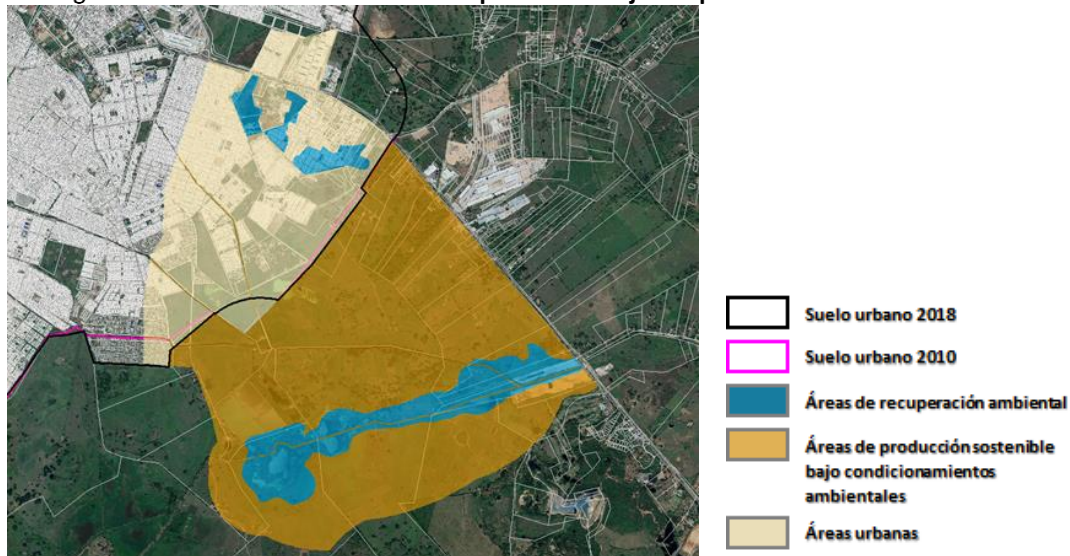 Suelo urbano 2018
Suelo urbano 2010
Áreas de recuperación ambiental
Áreas de producción sostenible
bajo condicionamientos
ambientales
Áreas urbanas